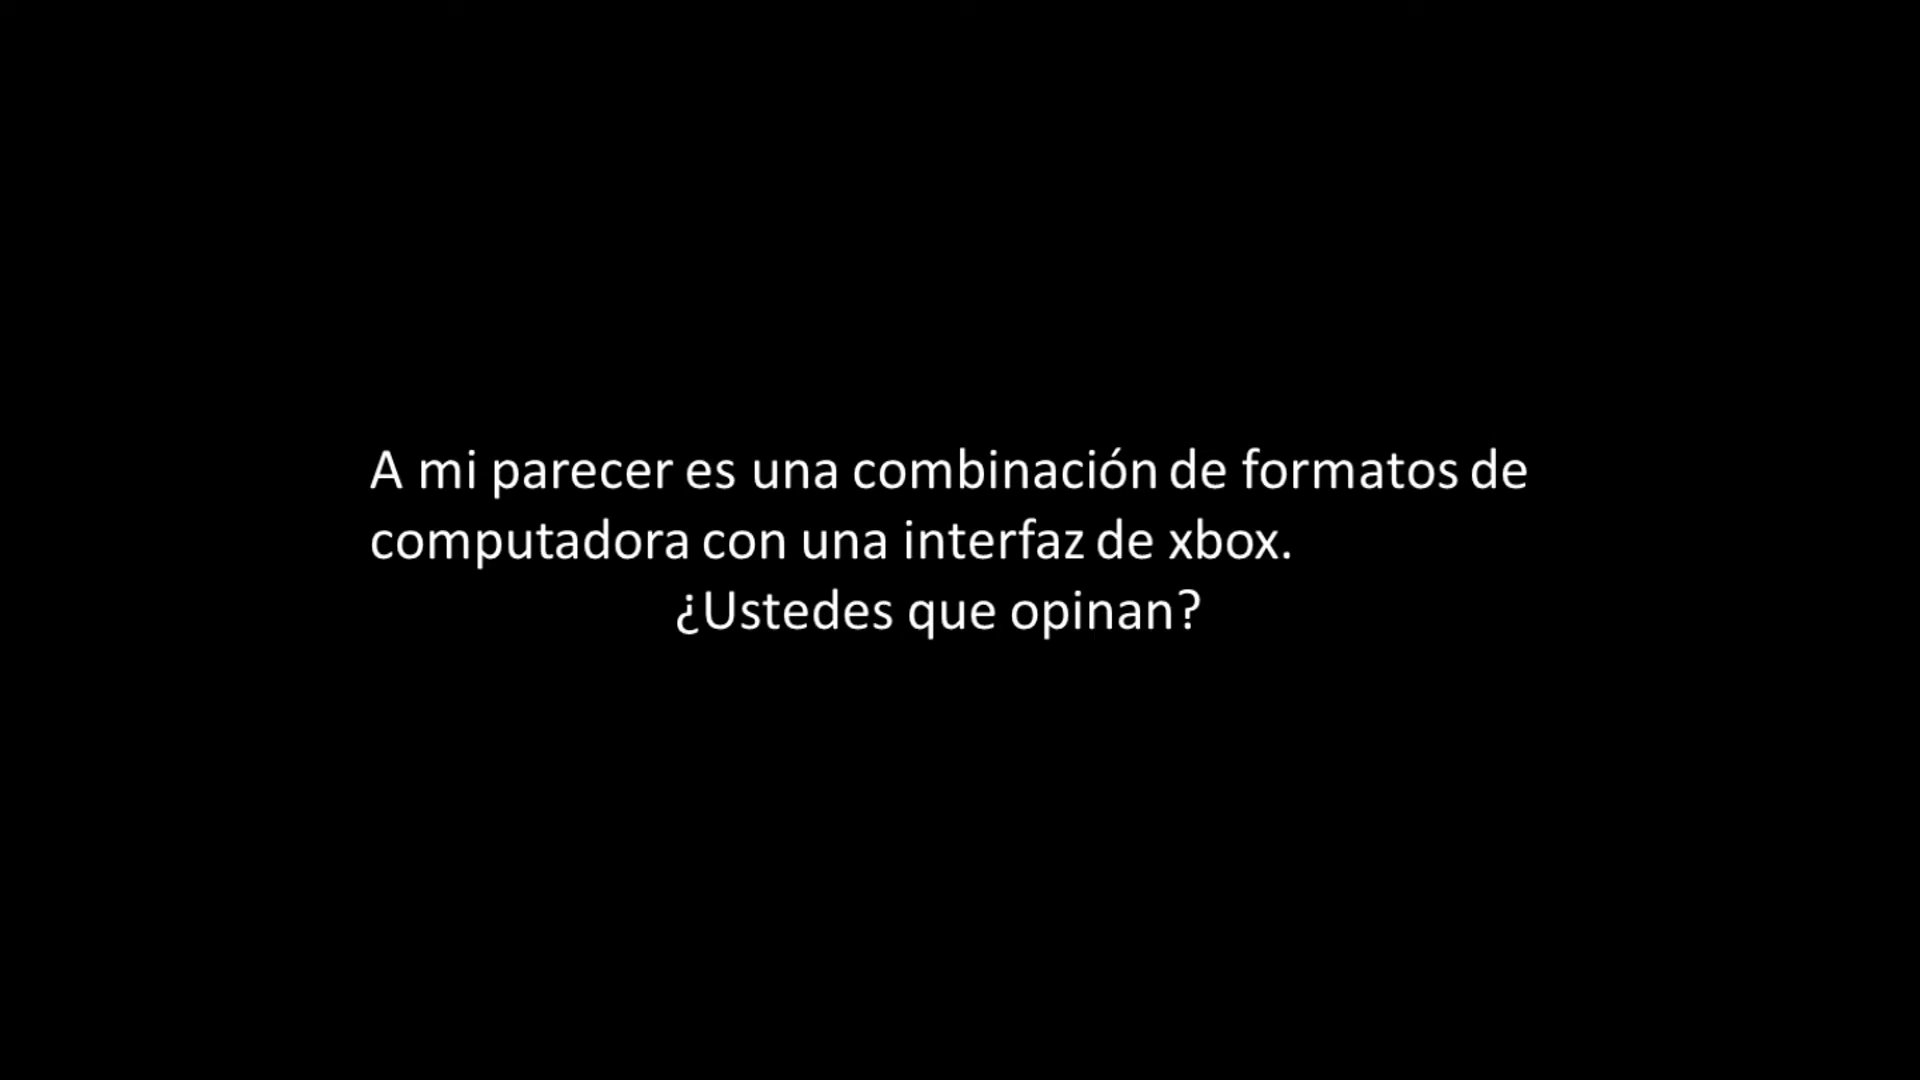 A mi parecer es una combinación de formatos de
computadora con una interfaz de xbox.
¿Ustedes que opinan?